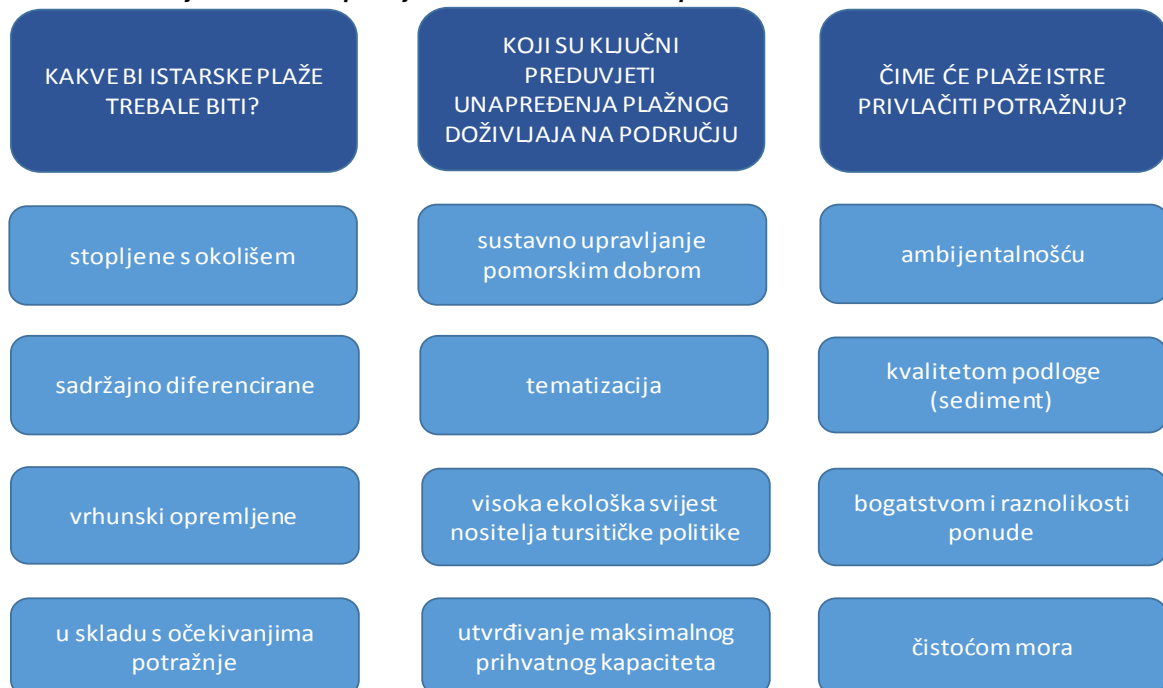 KAKVE BI ISTARSKE PLAŽE
TREBALE BITI?
stopljene s okolišem
sadržajno diferencirane
vrhunski opremljene
u skladu s očekivanjima
potražnje
KOJI SU KLJUČNI
PREDUVJETI
UNAPREĐENJA PLAŽNOG
DOŽIVLJAJA NA PODRUČJU
sustavno upravljanje
pomorskim dobrom
tematizacija
visoka ekološka svijest
nositelja tursitičke politike
utvrđivanje maksimalnog
prihvatnog kapaciteta
ČIME ĆE PLAŽE ISTRE
PRIVLAČITI POTRAŽNJU?
ambijentalnošću
kvalitetom podloge
(sediment)
bogatstvom i raznolikosti
ponude
čistoćom mora